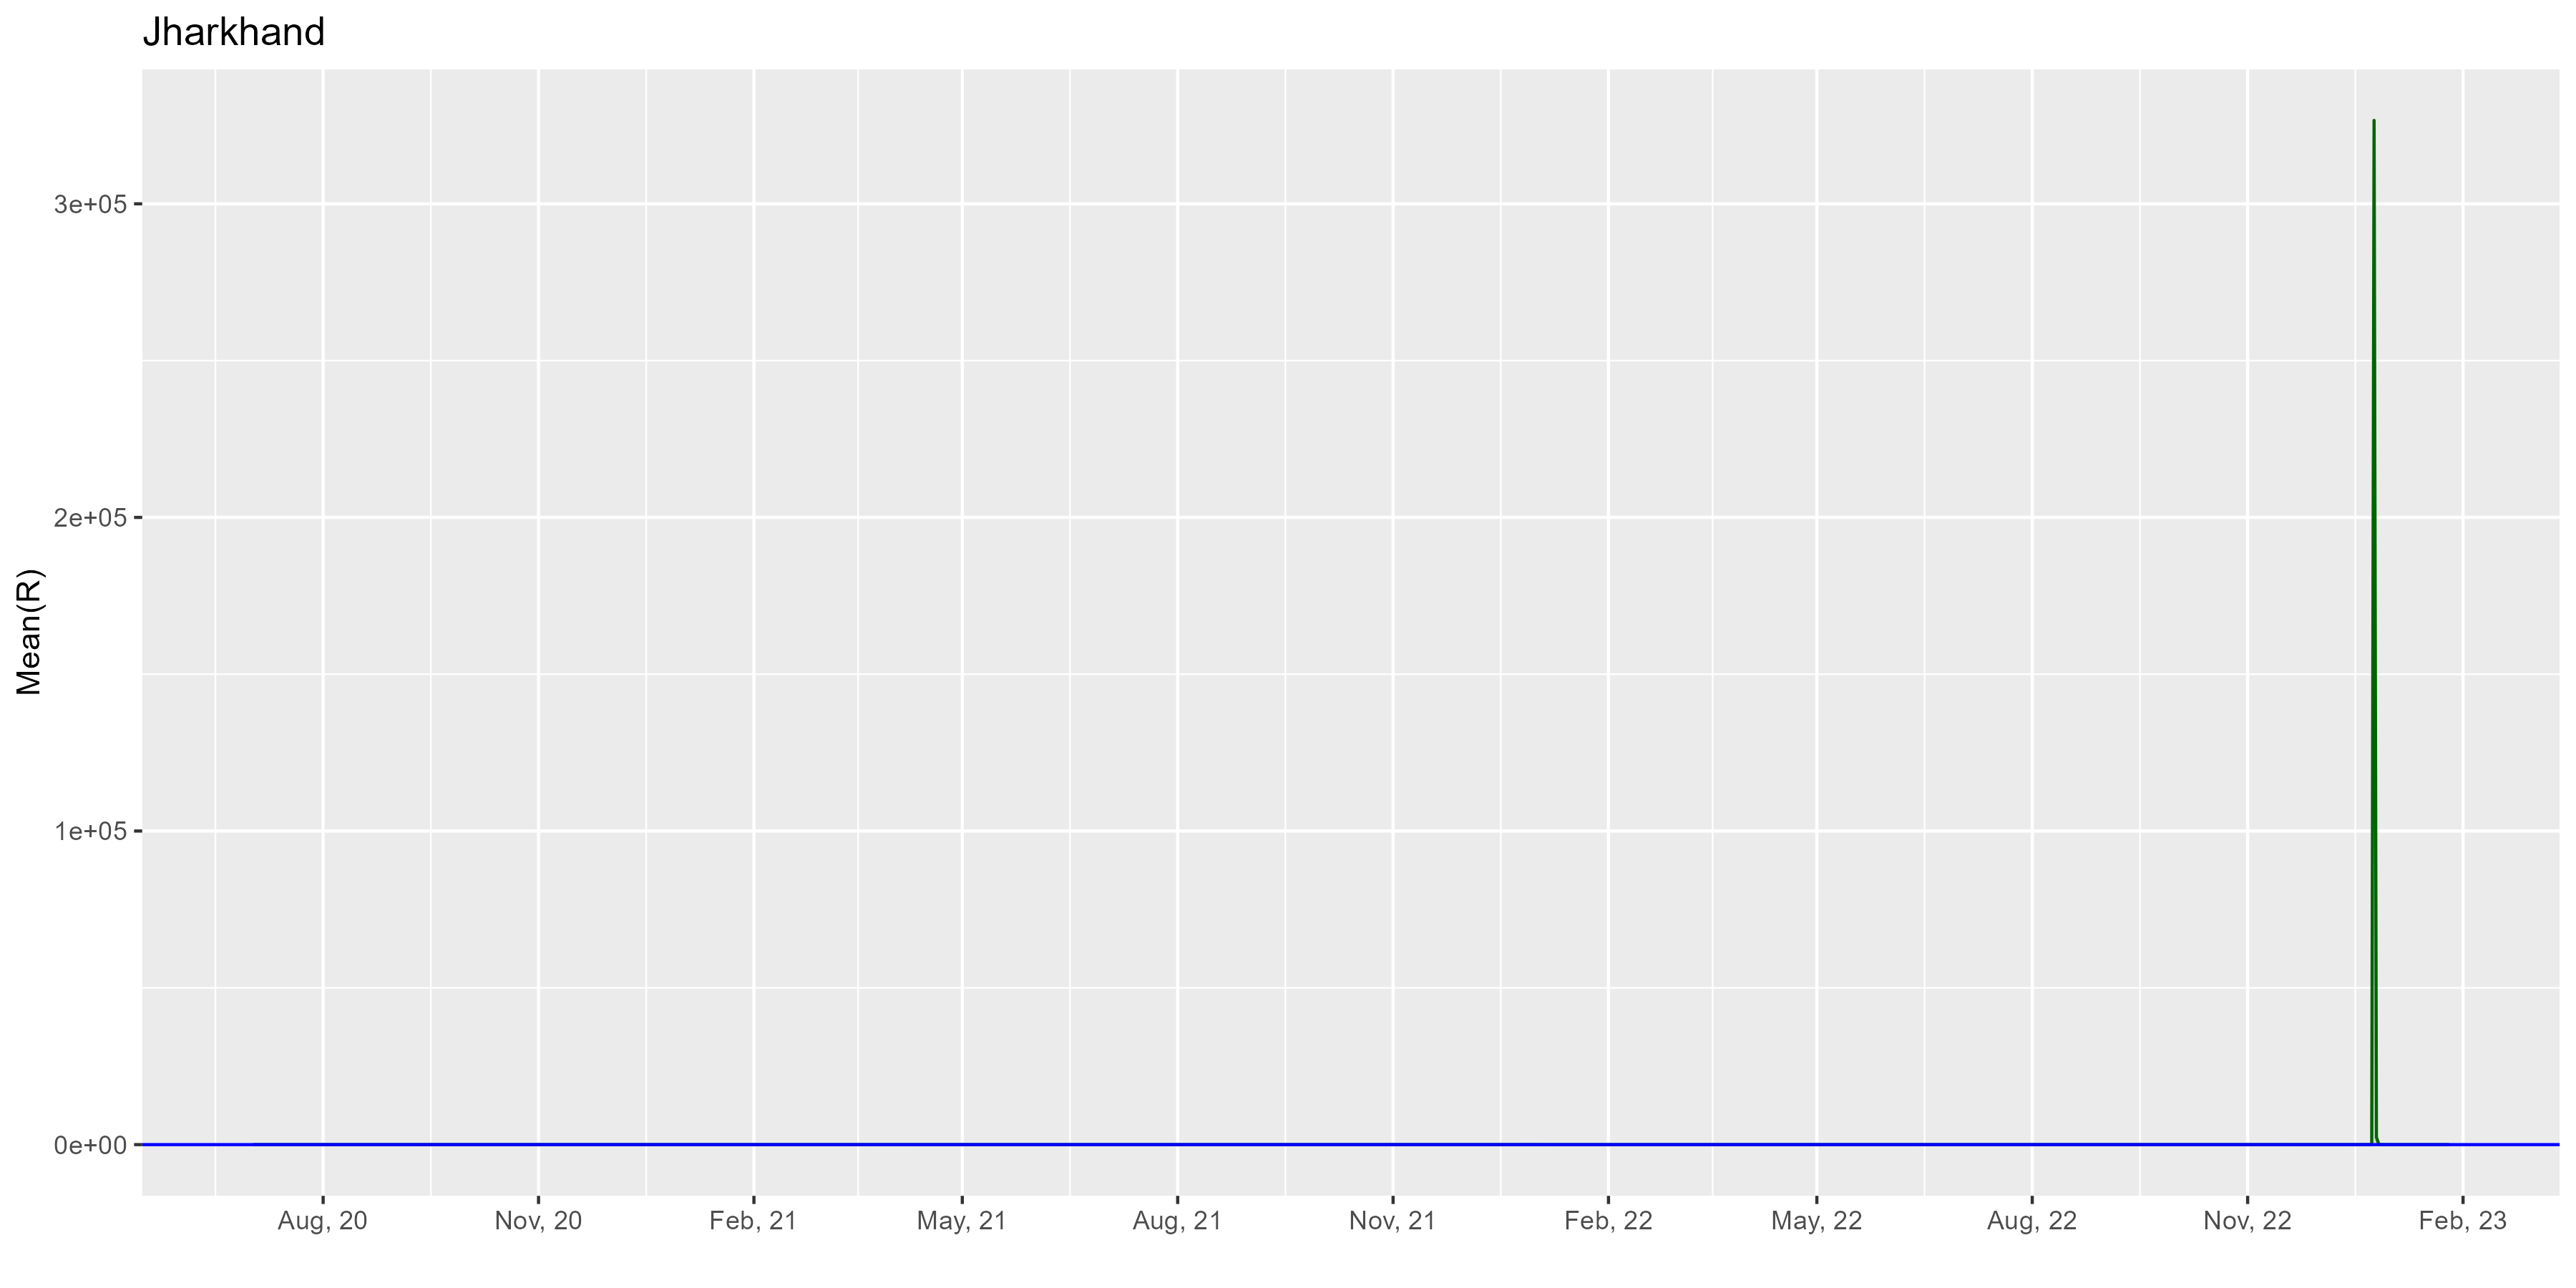 Jharkhand
Mean(R)
3e+05
2e+05
1e+05
0e+00
Aug, 20 Nov, 20 Feb, 21 May, 21 Aug, 21 Nov, 21 Feb, 22 May, 22 Aug, 22 Nov, 22 Feb, 23